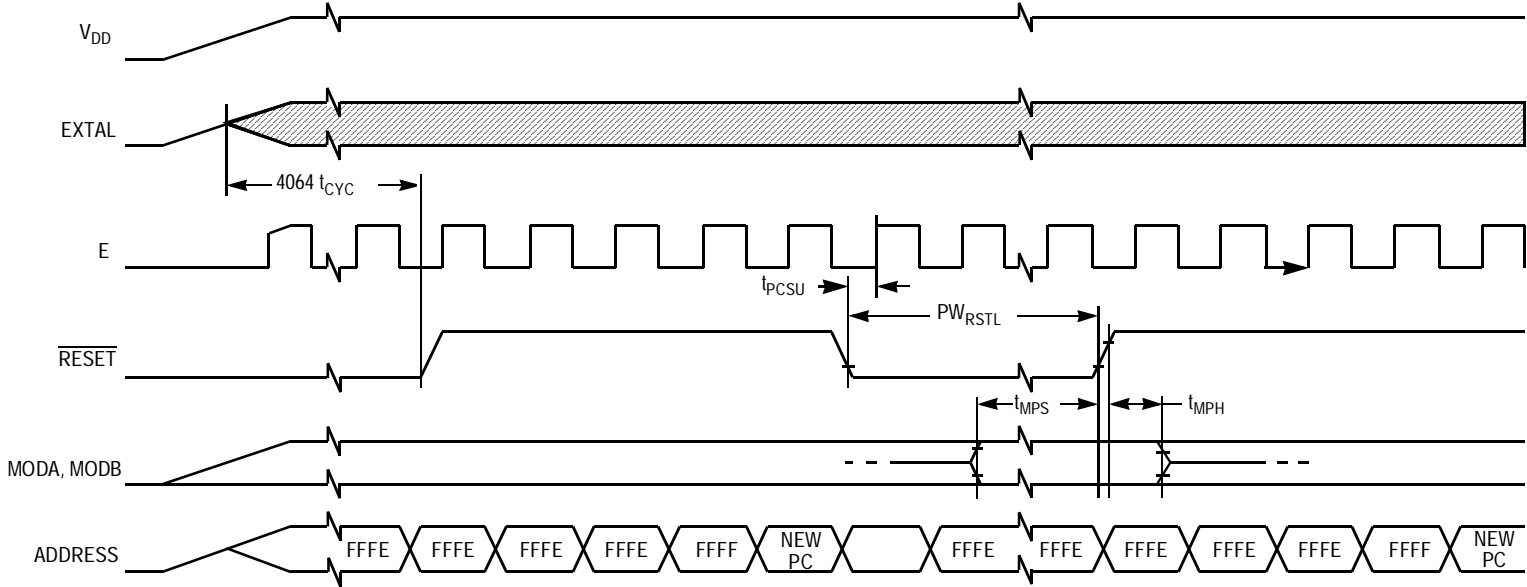 VDD
EXTAL
4064 tCYC
E
tPCSU
PWRSTL
RESET
tMPS
tMPH
MODA, MODB
ADDRESS
FFFE FFFE FFFE FFFE FFFF NEW PC FFFE FFFE FFFE FFFE FFFE FFFF NEW PC